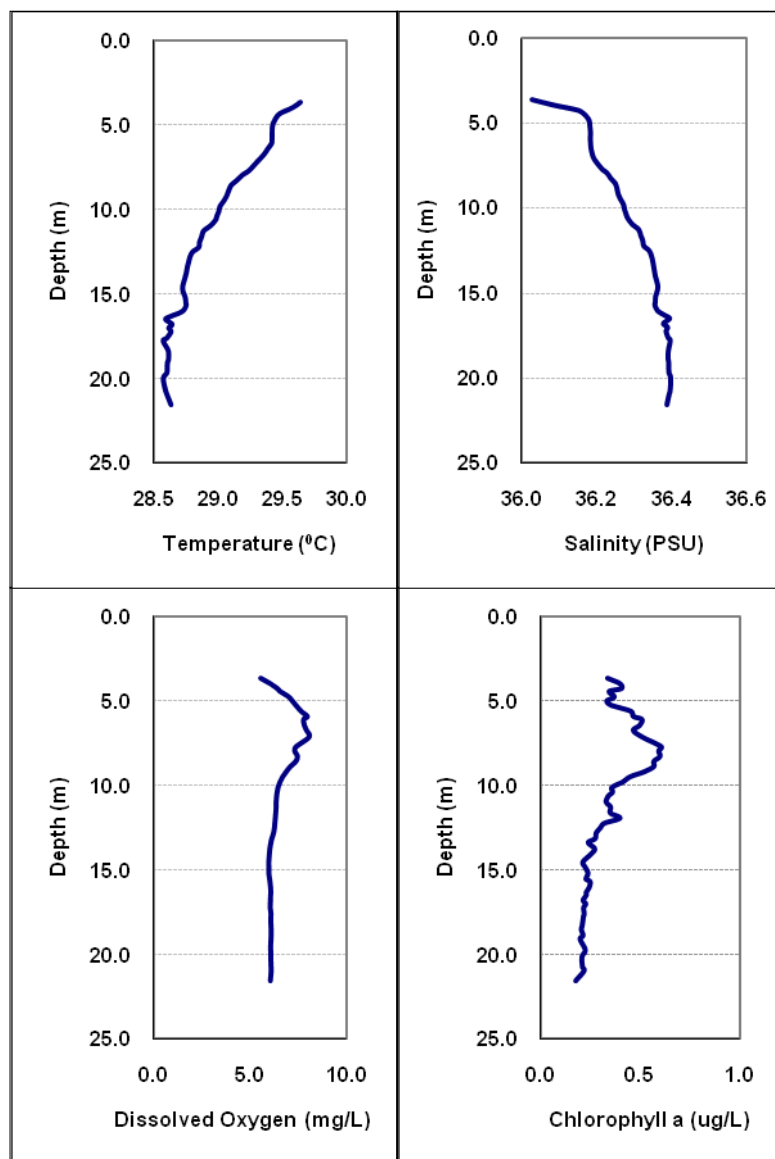 0.0
5.0
10.0
15.0
20.0
25.0
Depth (m)
28.5 29.0 29.5 30.0
Temperature (⁰C)
0.0
5.0
10.0
15.0
20.0
25.0
Depth (m)
36.0 36.2 36.4 36.6
Salinity (PSU)
0.0
5.0
10.0
15.0
20.0
25.0
Depth (m)
0.0 5.0 10.0
Dissolved Oxygen (mg/L)
0.0
5.0
10.0
15.0
20.0
25.0
Depth (m)
0.0 0.5 1.0
Chlorophyll a (ug/L)